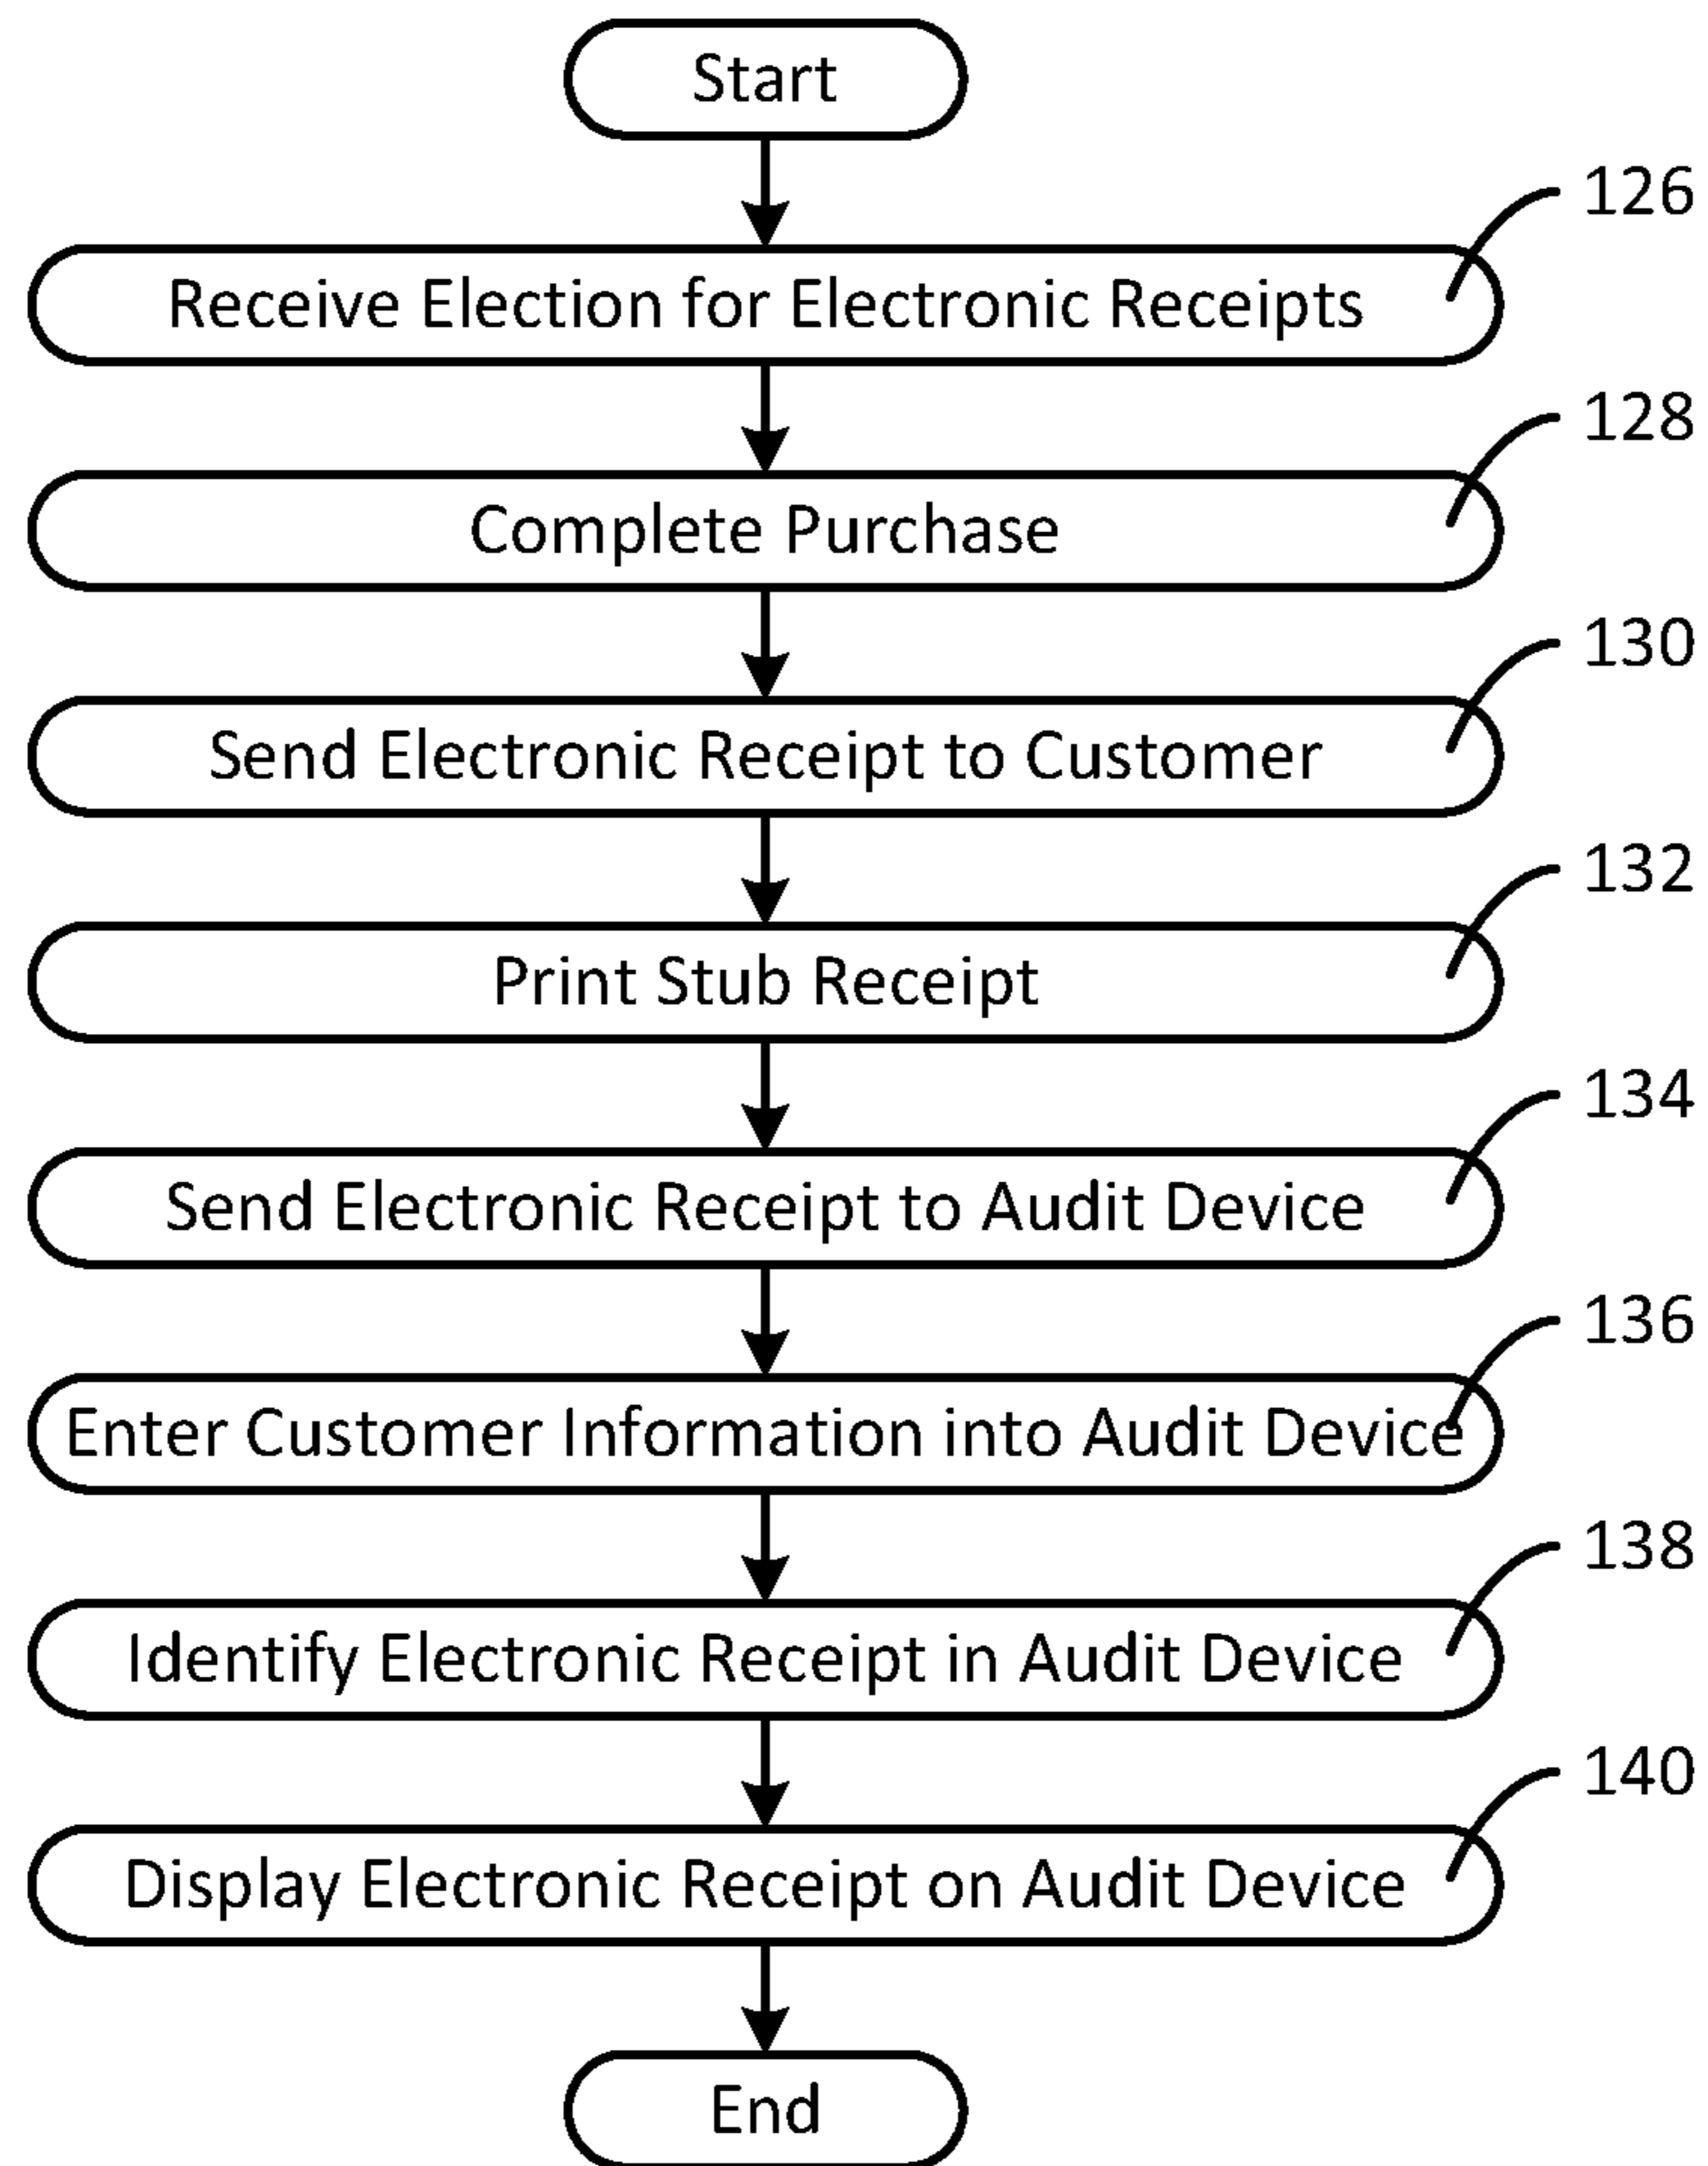 Start
126
Receive Election for Electronic Receipts
128
Complete Purchase
130
Send Electronic Receipt to Customer
132
Print Stub Receipt
134
Send Electronic Receipt to Audit Device
136
Enter Customer Information into Audit Device
138
Identify Electronic Receipt in Audit Device
140
Display Electronic Receipt on Audit Device
End